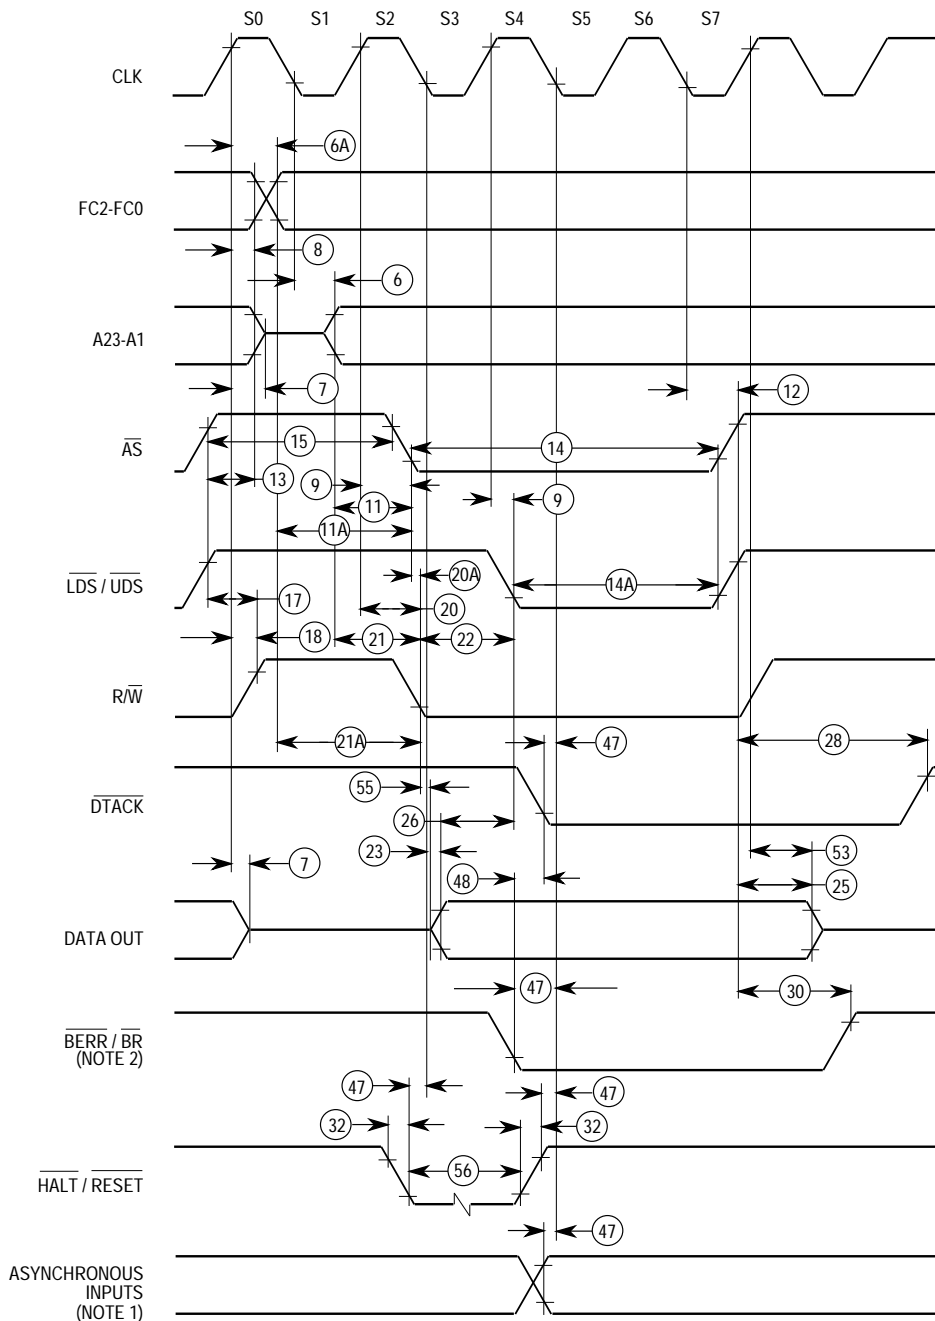 S0 S1 S2 S3 S4 S5 S6 S7
CLK
6A
FC2-FC0
8
6
A23-A1
7
12
AS
15
14
13
9
9
11
11A
LDS / UDS
20A
14A
17
20
18
21
22
R/W
21A
47
28
DTACK
55
26
23
53
7
48
25
DATA OUT
47
30
BERR / BR
(NOTE 2)
47
47
32
32
56
HALT / RESET
47
ASYNCHRONOUS
INPUTS
(NOTE 1)